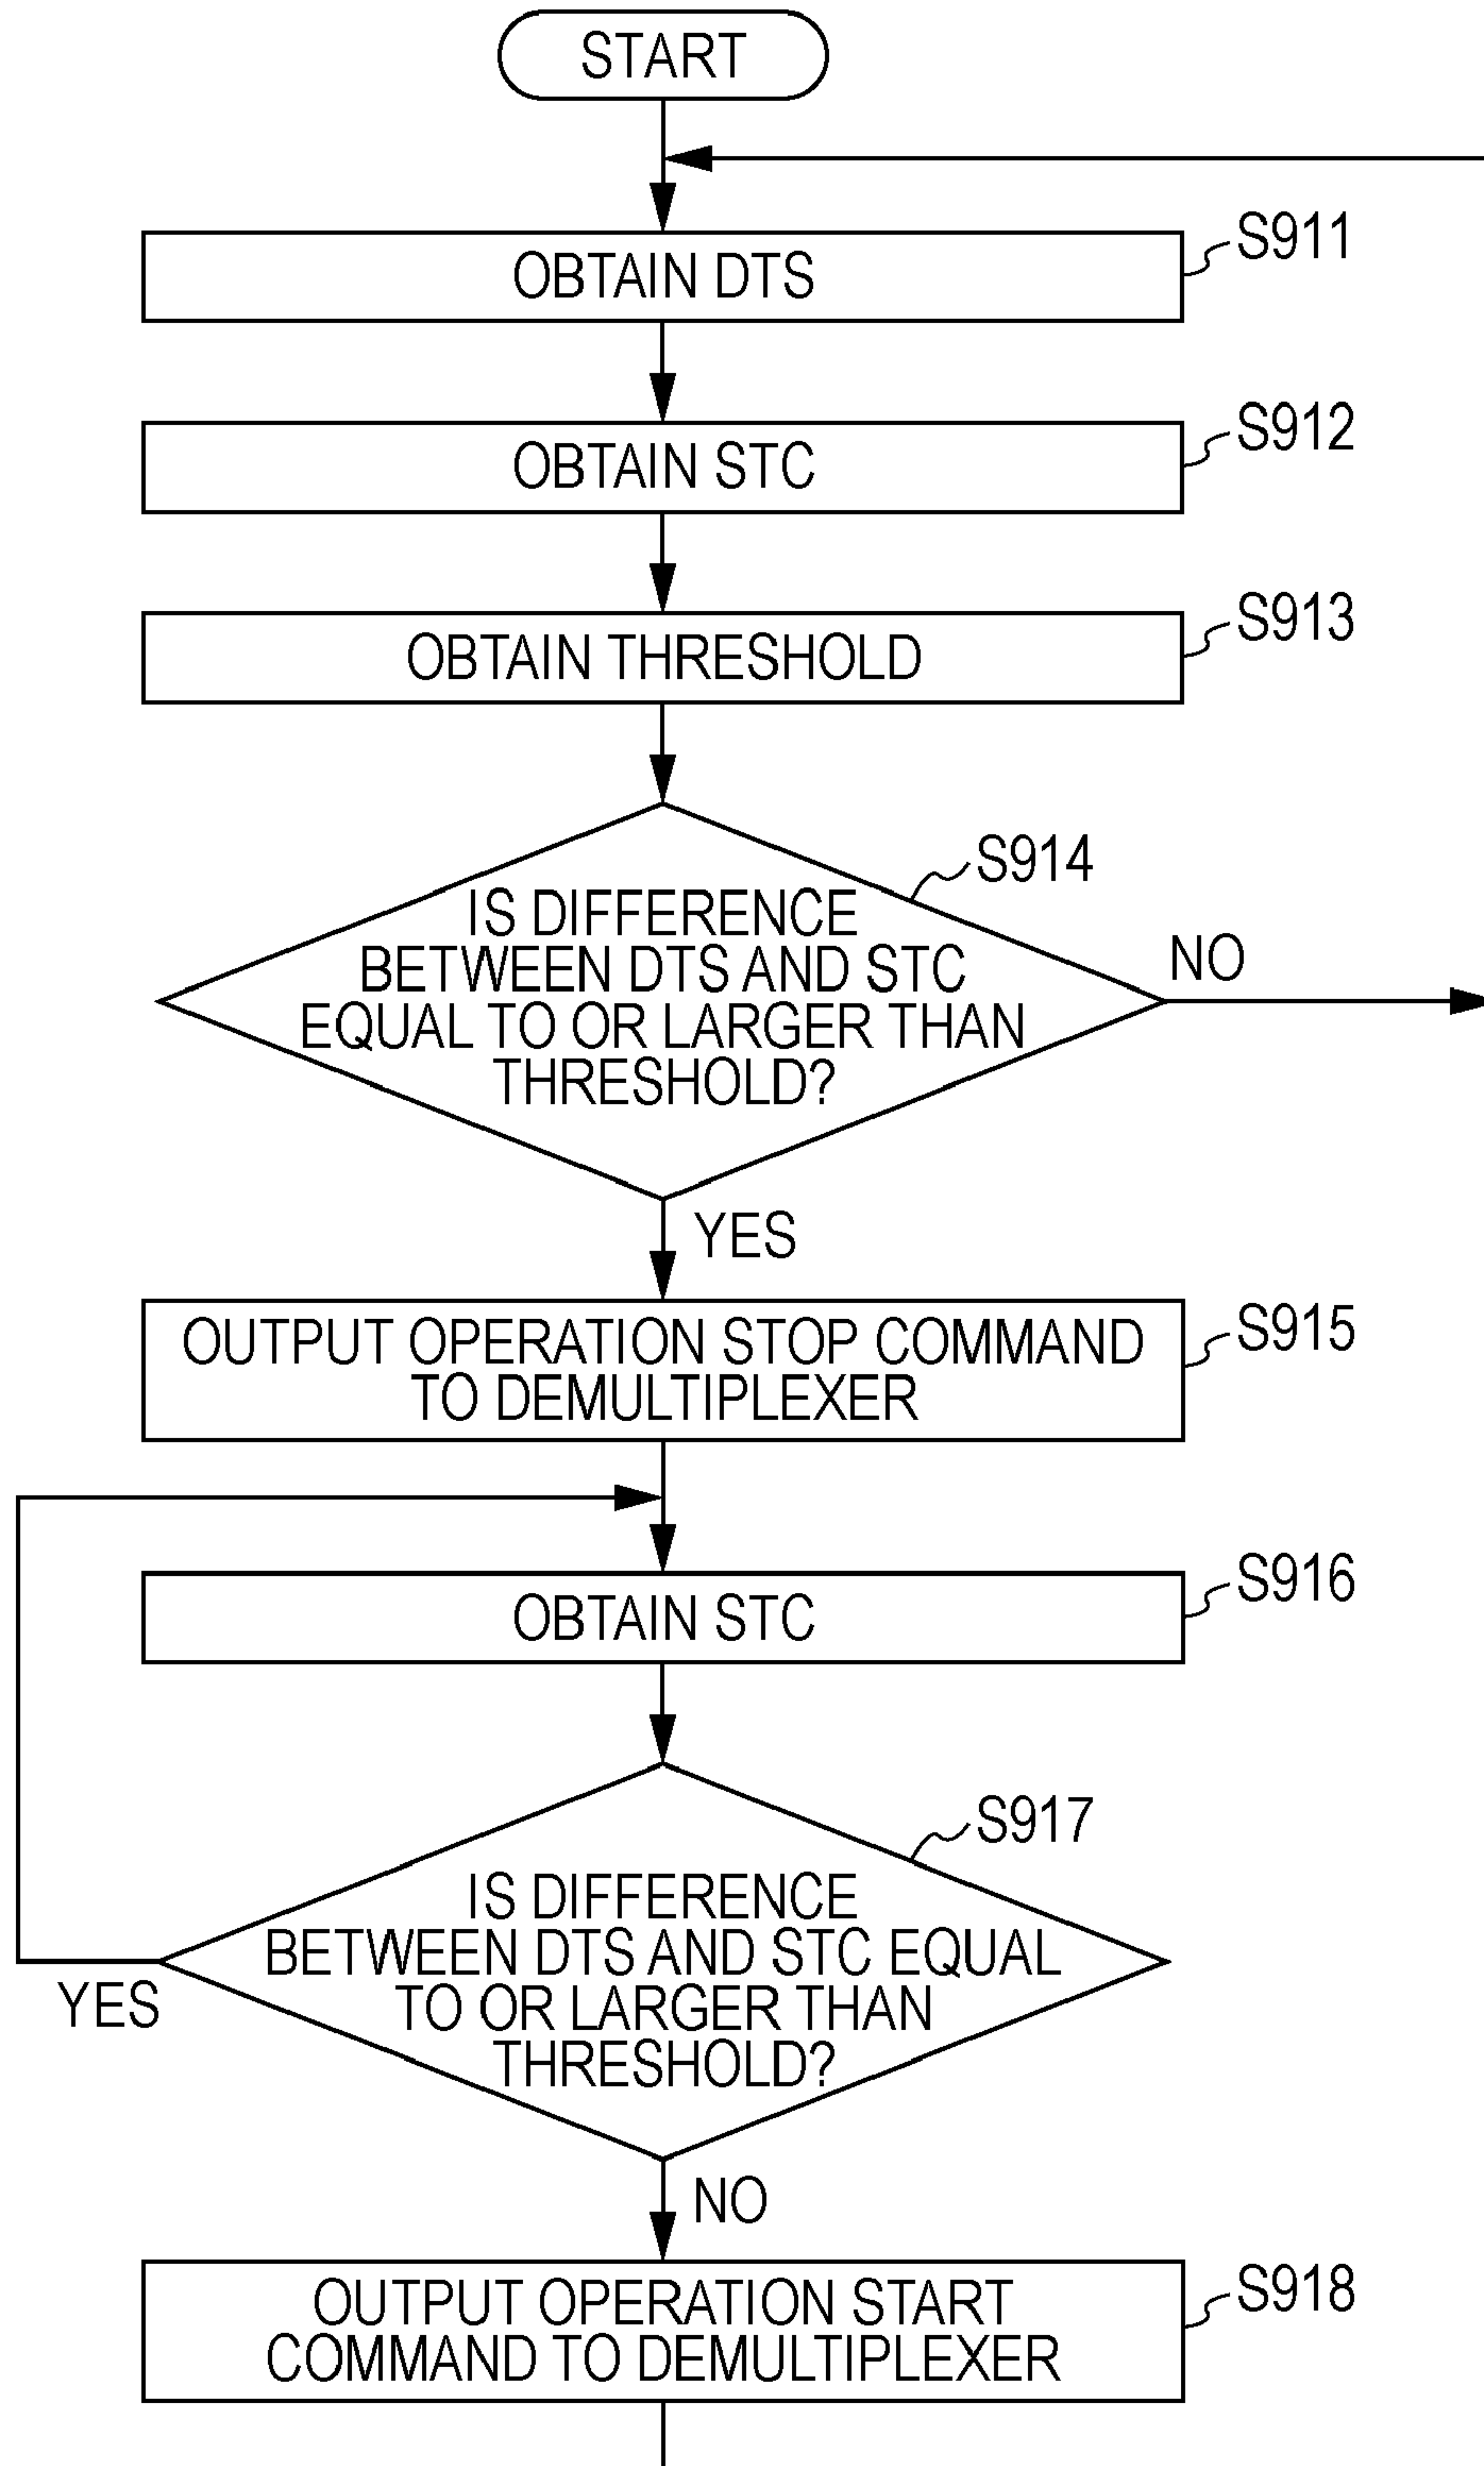 START
S911
OBTAIN DTS
S912
OBTAIN STC
S913
OBTAIN THRESHOLD
S914
IS DIFFERENCE
BETWEEN DTS AND STC
EQUAL TO OR LARGER THAN
THRESHOLD?
NO
YES
S915
OUTPUT OPERATION STOP COMMAND
TO DEMULTIPLEXER
S916
OBTAIN STC
S917
IS DIFFERENCE
BETWEEN DTS AND STC EQUAL
TO OR LARGER THAN
THRESHOLD?
YES
NO
S918
OUTPUT OPERATION START
COMMAND TO DEMULTIPLEXER